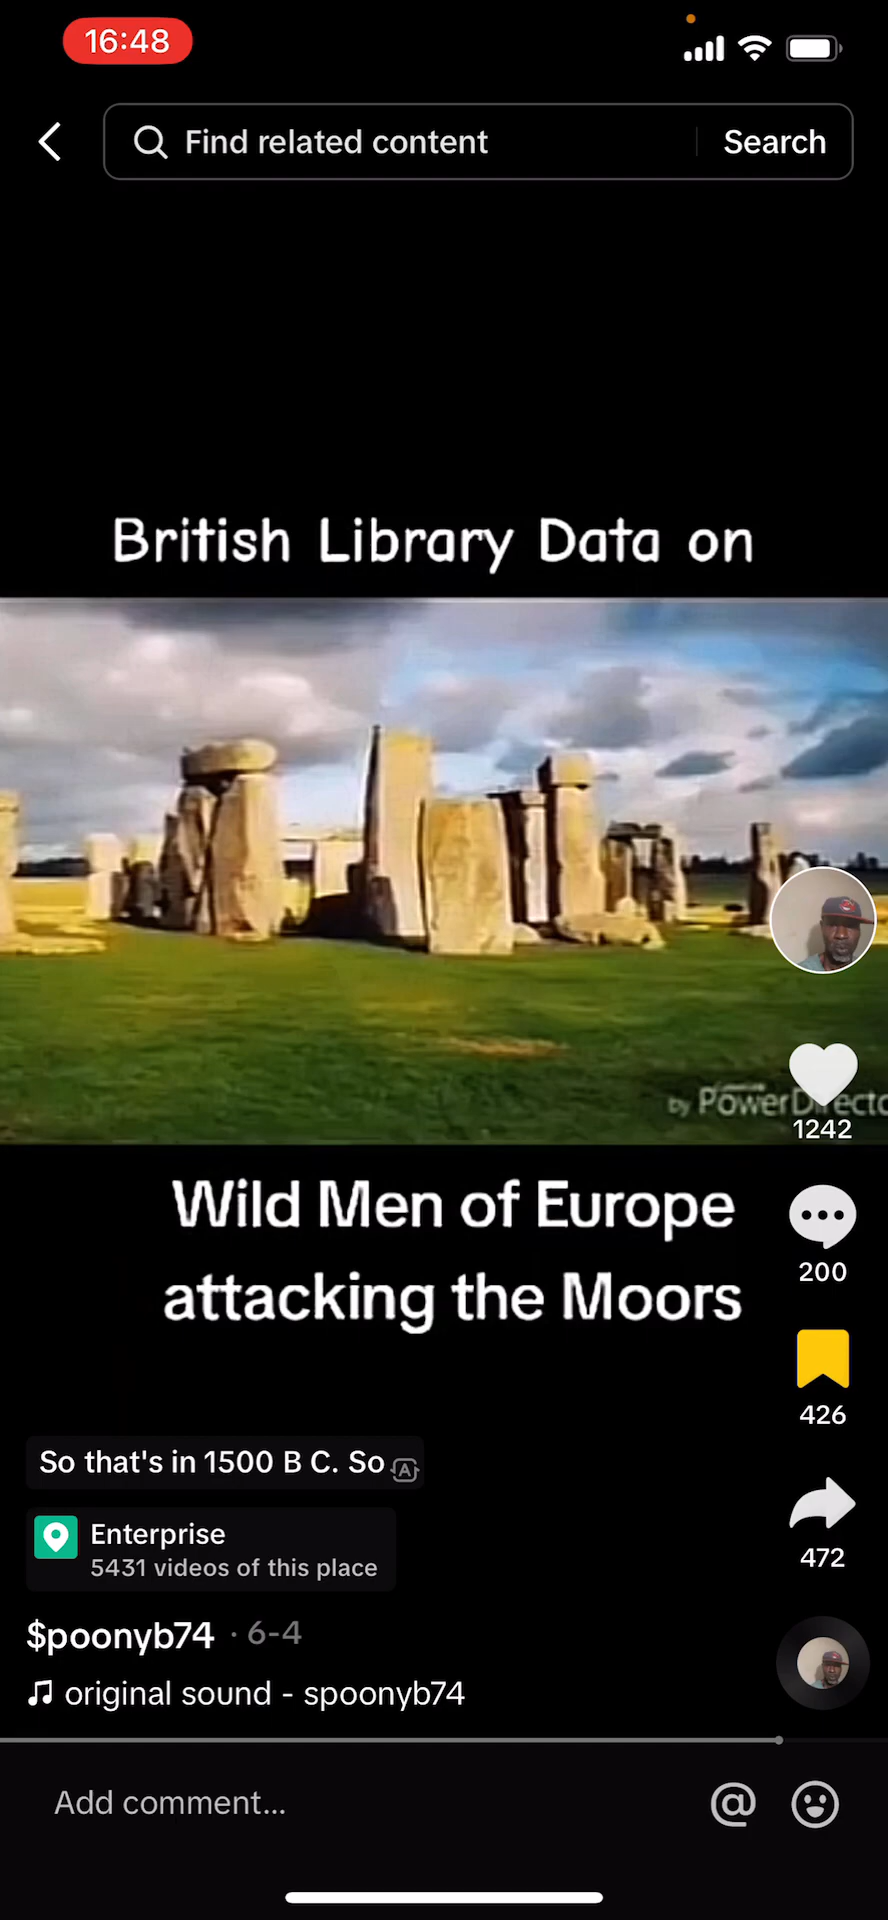 16:48
Find related content
Search
British Library Data on
by PowerDirecto
1242
Wild Men of Europe
attacking the Moors
200
426
So that's in 1500 B C. So
Enterprise
5431 videos of this place
472
$poonyb74 · 6-4
original sound - spoonyb74
Add comment...